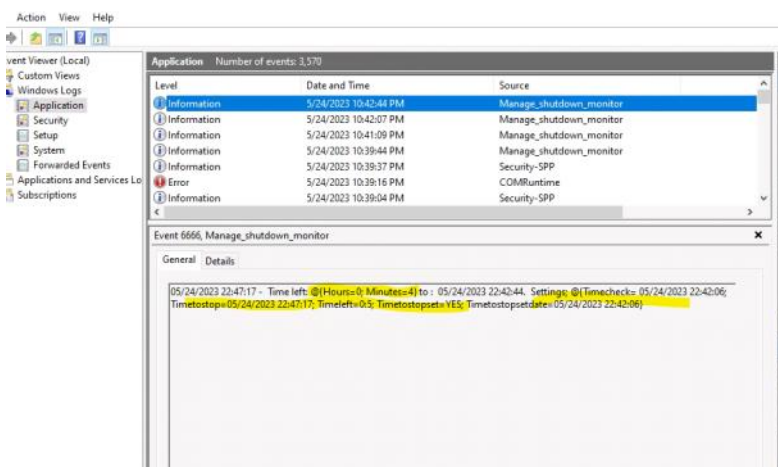 Action View Help
vent Viewer (Local)
Custom Views
Windows Logs
Application
Security
Setup
System
Forwarded Events
Applications and Services Lo
Subscriptions
Application Number of events: 3,570
Level Date and Time Source
Information 5/24/2023 10:42:44 PM Manage_shutdown_monitor
Information 5/24/2023 10:42:07 PM Manage_shutdown_monitor
Information 5/24/2023 10:41:09 PM Manage_shutdown_monitor
Information 5/24/2023 10:39:44 PM Manage_shutdown_monitor
Information 5/24/2023 10:39:37 PM Security-SPP
Error 5/24/2023 10:39:16 PM COMRuntime
Information 5/24/2023 10:39:04 PM Security-SPP
Event 6666, Manage_shutdown_monitor
General Details
05/24/2023 22:47:17 - Time left: @{Hours=0; Minutes=4} to : 05/24/2023 22:42:44. Settings: @{Timecheck= 05/24/2023 22:42:06;
Timetostop=05/24/2023 22:47:17; Timeleft=0:5; Timetostopset=YES; Timetostopsetdate=05/24/2023 22:42:06}